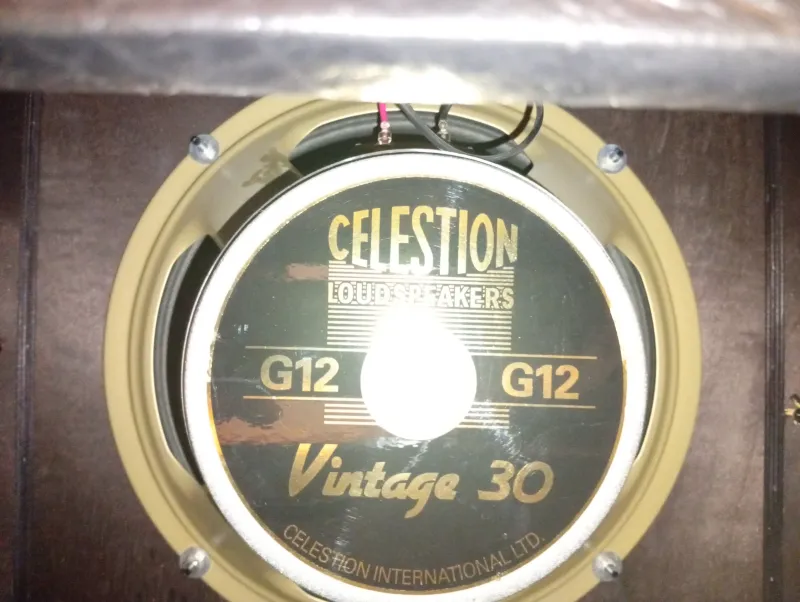 CELESTION
LOUDSPEAKERS
G12 G12
Vintage 30
CELESTION INTERNATIONAL LTD.